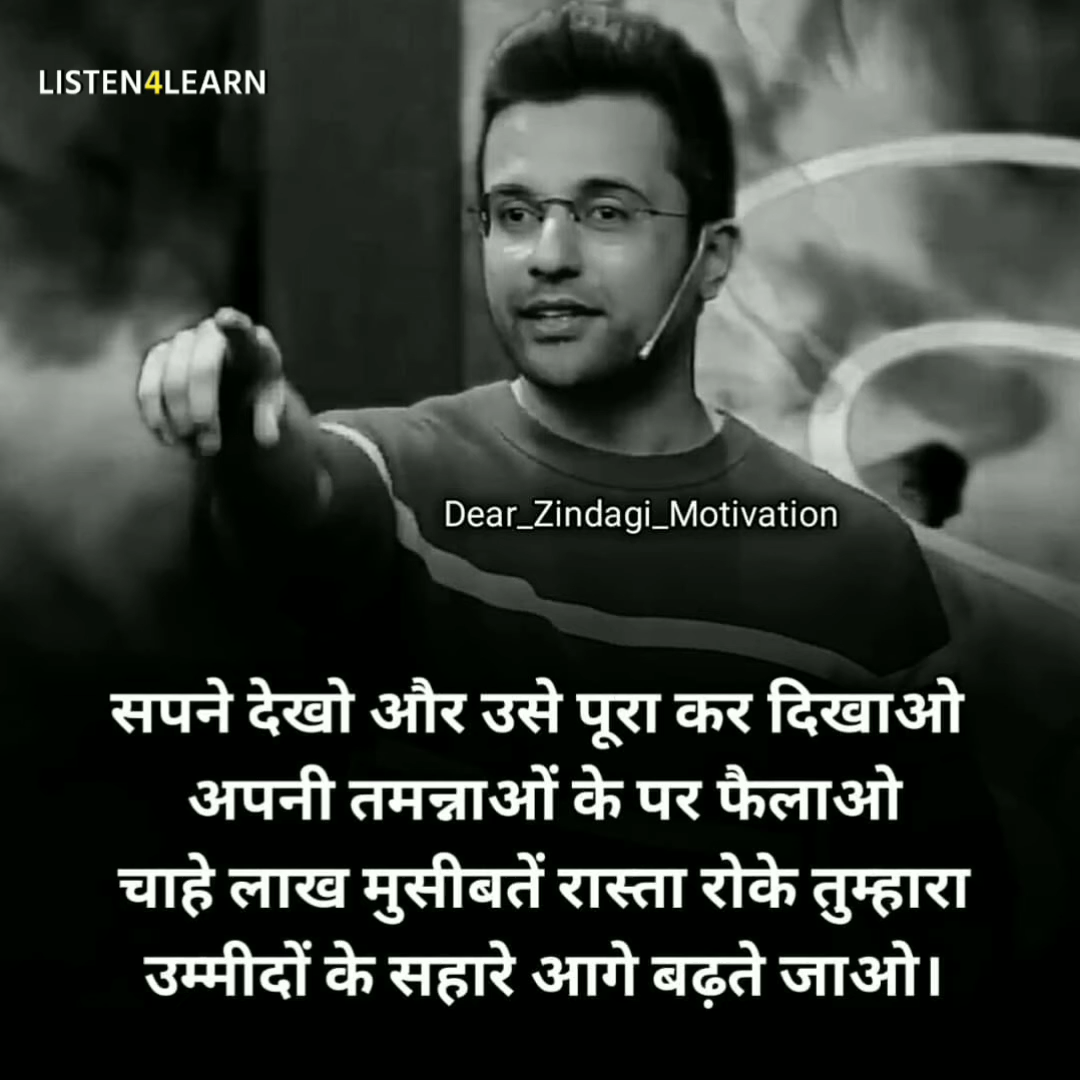 LISTEN4LEARN
Dear_Zindagi_Motivation
सपने देखो और उसे पूरा कर दिखाओ
अपनी तमन्नाओं के पर फैलाओ
चाहे लाख मुसीबतें रास्ता रोके तुम्हारा
उम्मीदों के सहारे आगे बढ़ते जाओ।